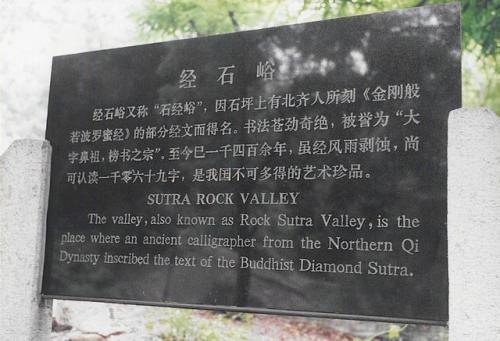 经石峪
经石峪又称“石经峪”，因石坪上有北齐人所刻《金刚般
若波罗蜜经》的部分经文而得名。书法苍劲奇绝，被誉为“大
字鼻祖，榜书之宗”。至今已一千四百余年，虽经风雨剥蚀，尚
可认读一千零六十九字，是我国不可多得的艺术珍品。
SUTRA ROCK VALLEY
The valley, also known as Rock Sutra Valley, is the
place where an ancient calligrapher from the Northern Qi
Dynasty inscribed the text of the Buddhist Diamond Sutra.